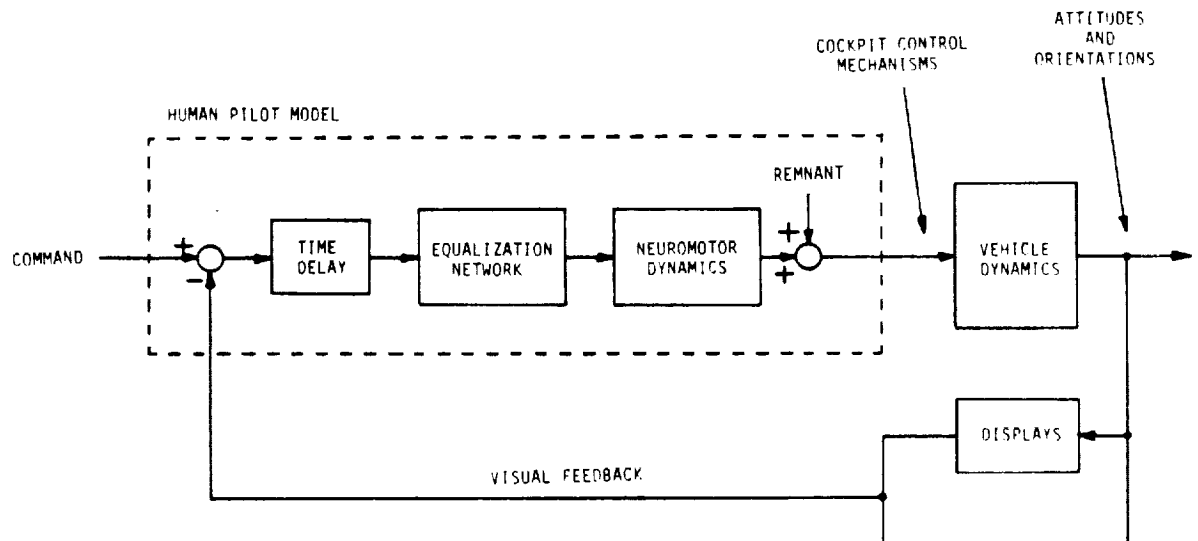 ATTITUDES
AND
ORIENTATIONS
COCKPIT CONTROL
MECHANISMS
HUMAN PILOT MODEL
REMNANT
COMMAND
+
-
TIME
DELAY
EQUALIZATION
NETWORK
NEUROMOTOR
DYNAMICS
+
+
VEHICLE
DYNAMICS
DISPLAYS
VISUAL FEEDBACK